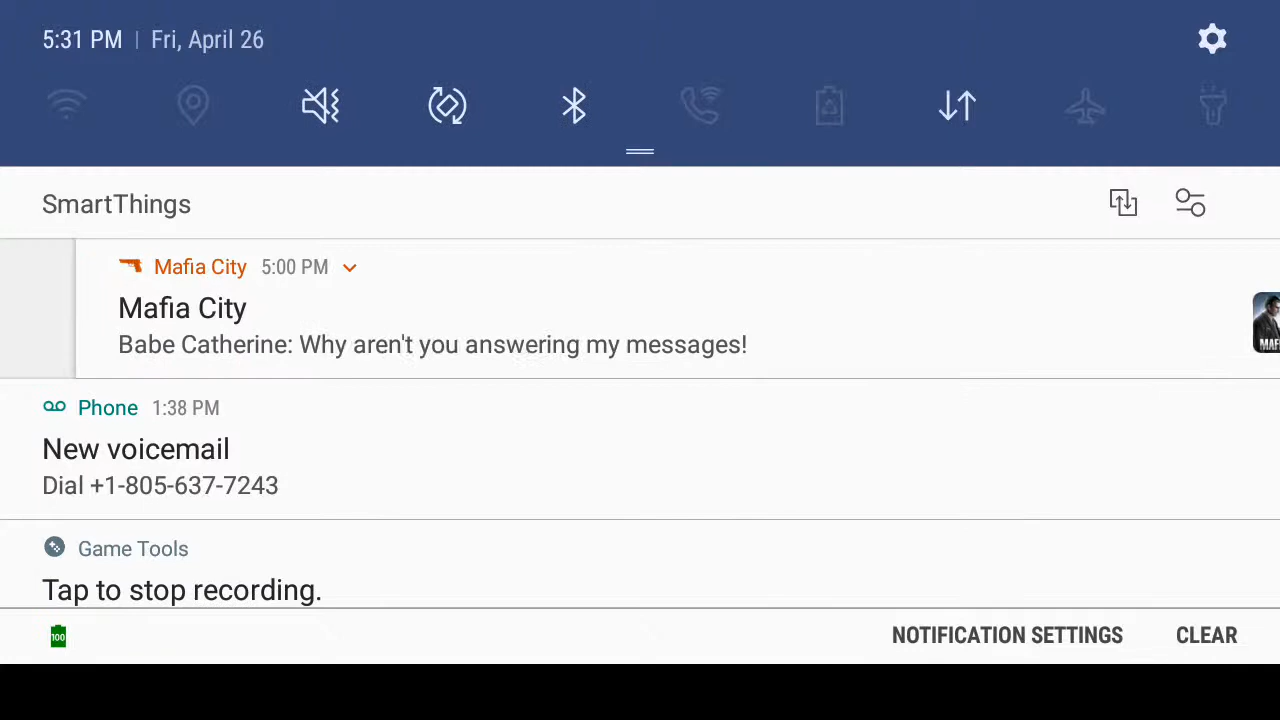 5:31 PM | Fri, April 26
SmartThings
Mafia City 5:00 PM
Mafia City
Babe Catherine: Why aren't you answering my messages!
MAF
Phone 1:38 PM
New voicemail
Dial +1-805-637-7243
Game Tools
Tap to stop recording.
100
NOTIFICATION SETTINGS CLEAR